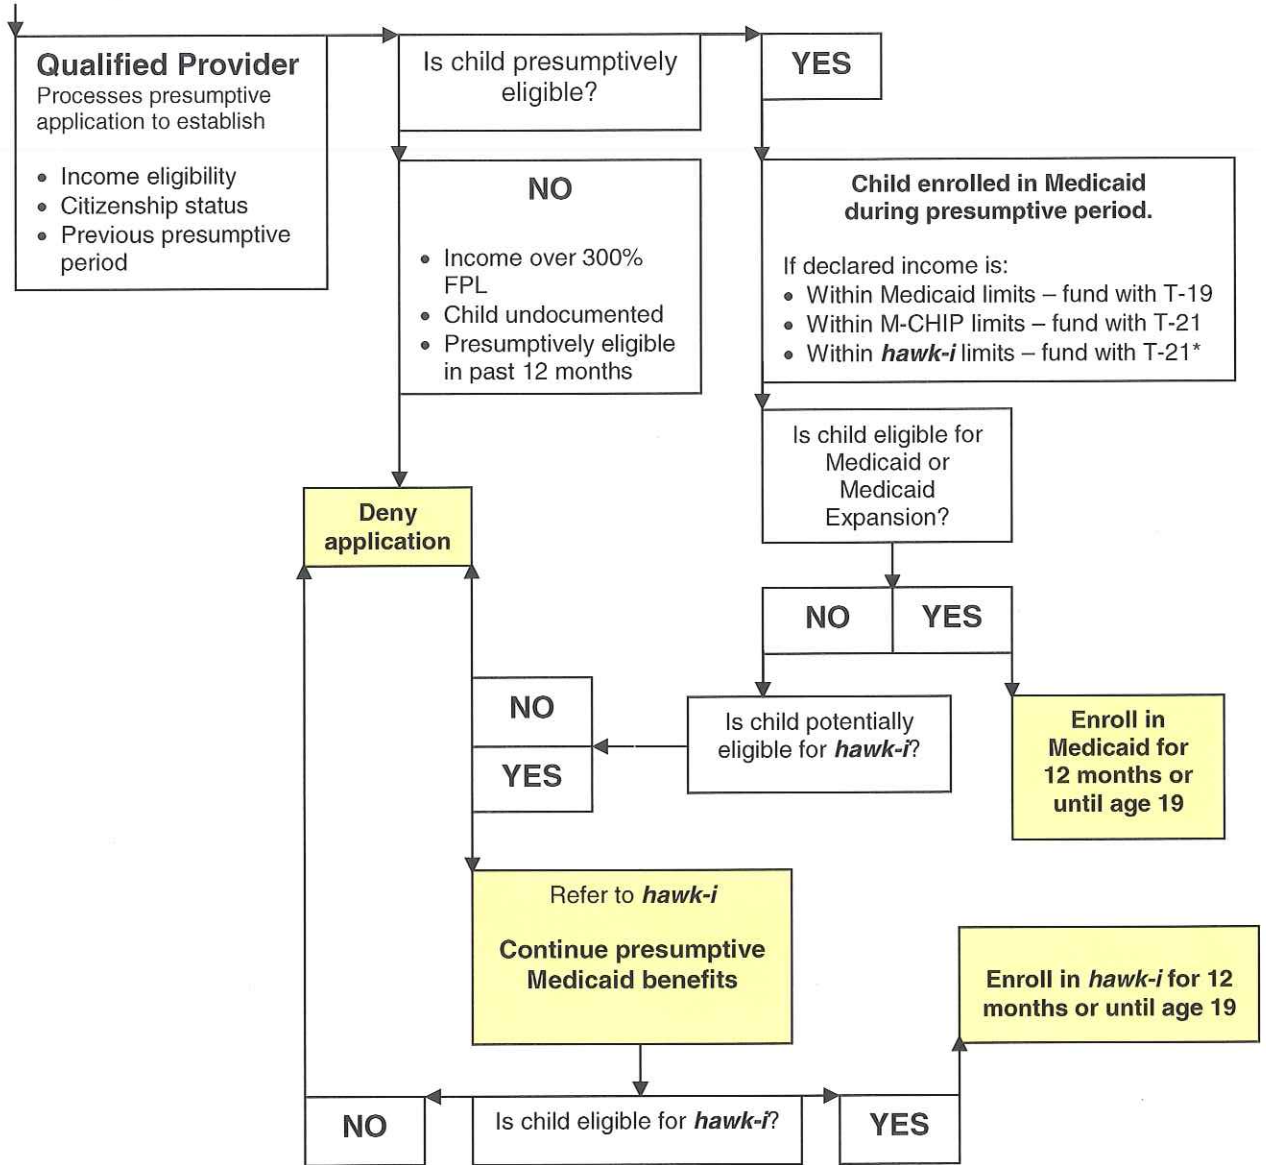 Qualified Provider
Processes presumptive
application to establish
• Income eligibility
• Citizenship status
• Previous presumptive
period
Is child presumptively
eligible?
YES
NO
• Income over 300%
FPL
• Child undocumented
• Presumptively eligible
in past 12 months
Child enrolled in Medicaid
during presumptive period.
If declared income is:
• Within Medicaid limits – fund with T-19
• Within M-CHIP limits – fund with T-21
• Within hawk-i limits – fund with T-21*
Is child eligible for
Medicaid or
Medicaid
Expansion?
Deny
application
NO
YES
Is child potentially
eligible for hawk-i?
NO
YES
Enroll in
Medicaid for
12 months or
until age 19
Refer to hawk-i
Continue presumptive
Medicaid benefits
Enroll in hawk-i for 12
months or until age 19
NO
Is child eligible for hawk-i?
YES